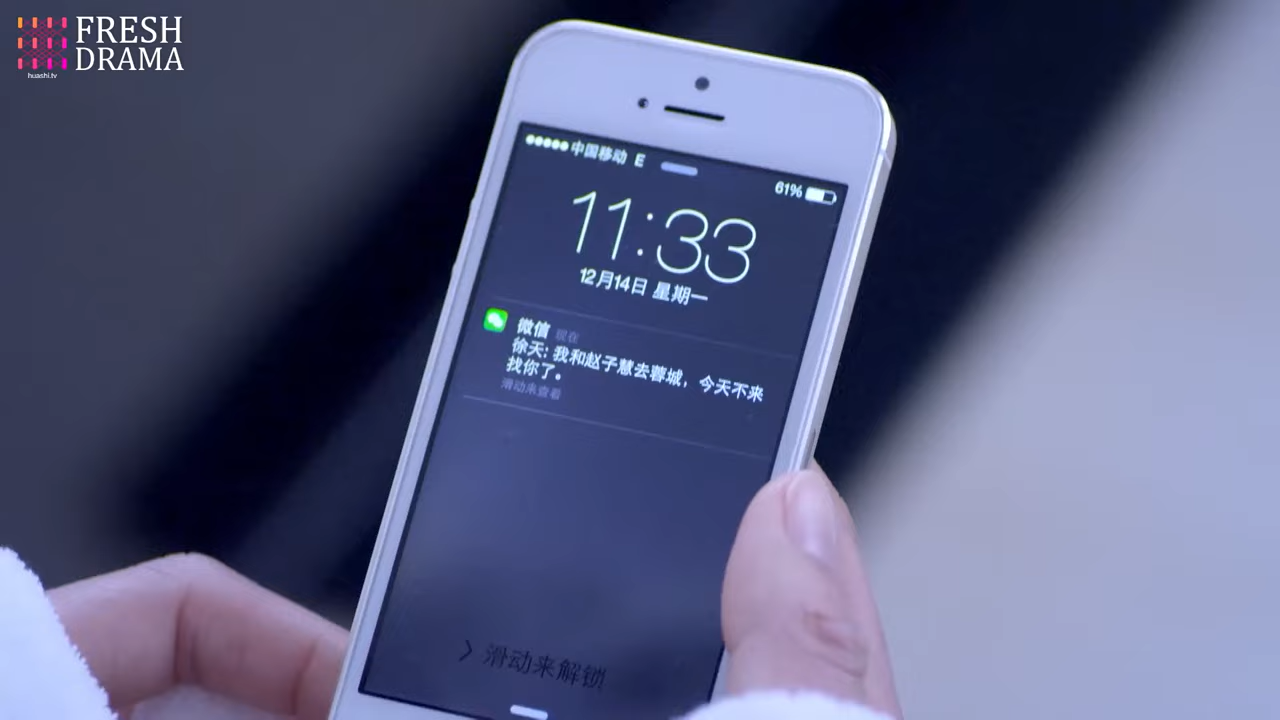 FRESH
DRAMA
huashi.tv
中国移动 E
61%
11:33
12月14日 星期一
微信 现在
徐天: 我和赵子慧去蓉城，今天不来
找你了。
滑动来查看
> 滑动来解锁